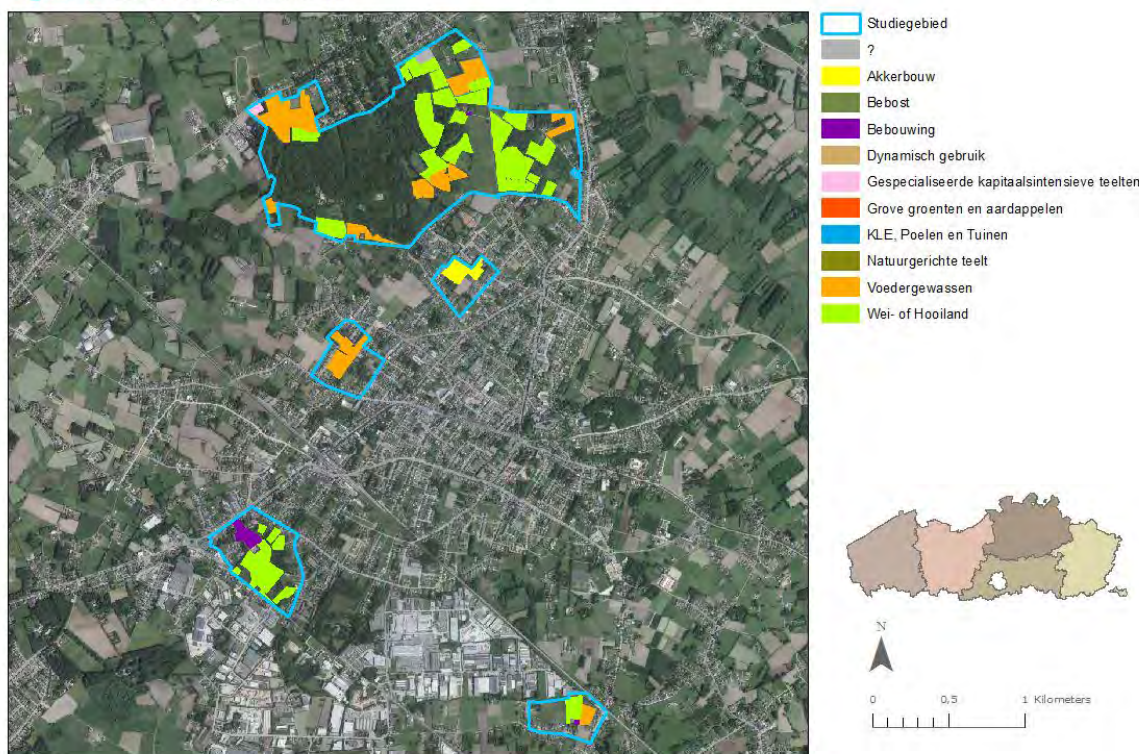 Studiegebied
?
Akkerbouw
Bebost
Bebouwing
Dynamisch gebruik
Gespecialiseerde kapitaalsintensieve teelten
Grove groenten en aardappelen
KLE, Poelen en Tuinen
Natuurgerichte teelt
Voedergewassen
Wei- of Hooiland
N
0 0,5 1 Kilometers